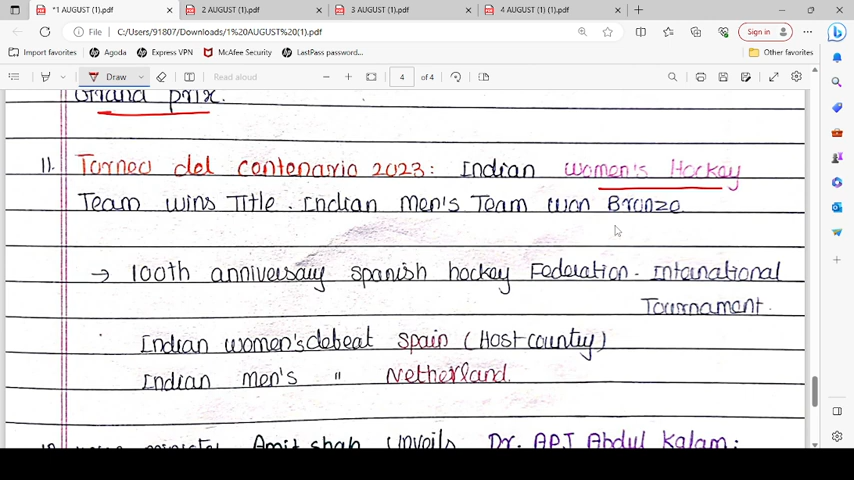 *1 AUGUST (1).pdf
2 AUGUST (1).pdf
3 AUGUST (1).pdf
4 AUGUST (1).pdf
File C:/Users/91807/Downloads/1%20AUGUST%20(1).pdf
Sign in
Import favorites
Agoda
Express VPN
McAfee Security
LastPass password...
Other favorites
Draw
Read aloud
4 of 4
Grand prix.
11. Torneo del centenario 2023: Indian women's Hockey
Team wins Title. Indian men's Team won Bronze
→ 100th anniversary spanish hockey Federation. International
Tournament.
Indian women's debeat spain (Host country)
Indian men's " Netherland.
Amit shah unveils Dr. APJ Abdul Kalam: